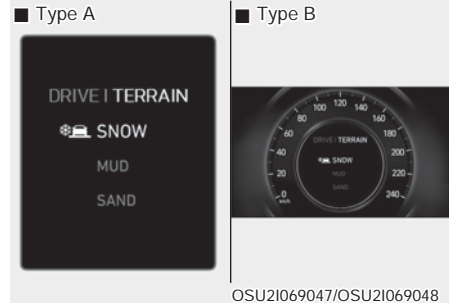 ■ Type A
DRIVE | TERRAIN
SNOW
MUD
SAND
■ Type B
0 20 40 60 80 100 120 140 160 180 200 220 240
km/h
DRIVE | TERRAIN
SNOW
MUD
SAND
OSU2I069047/OSU2I069048